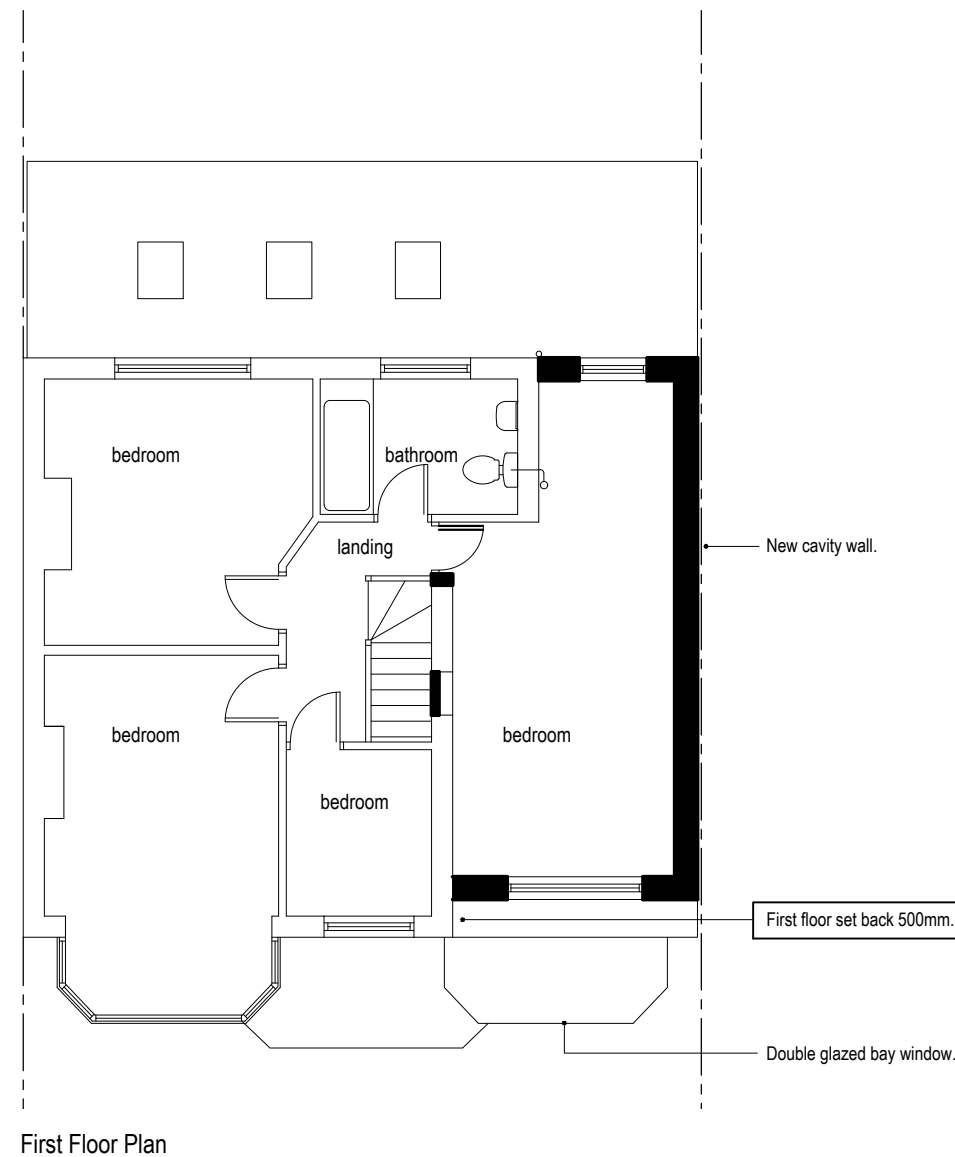 bedroom
bathroom
landing
New cavity wall.
bedroom
bedroom
bedroom
First floor set back 500mm.
Double glazed bay window.
First Floor Plan